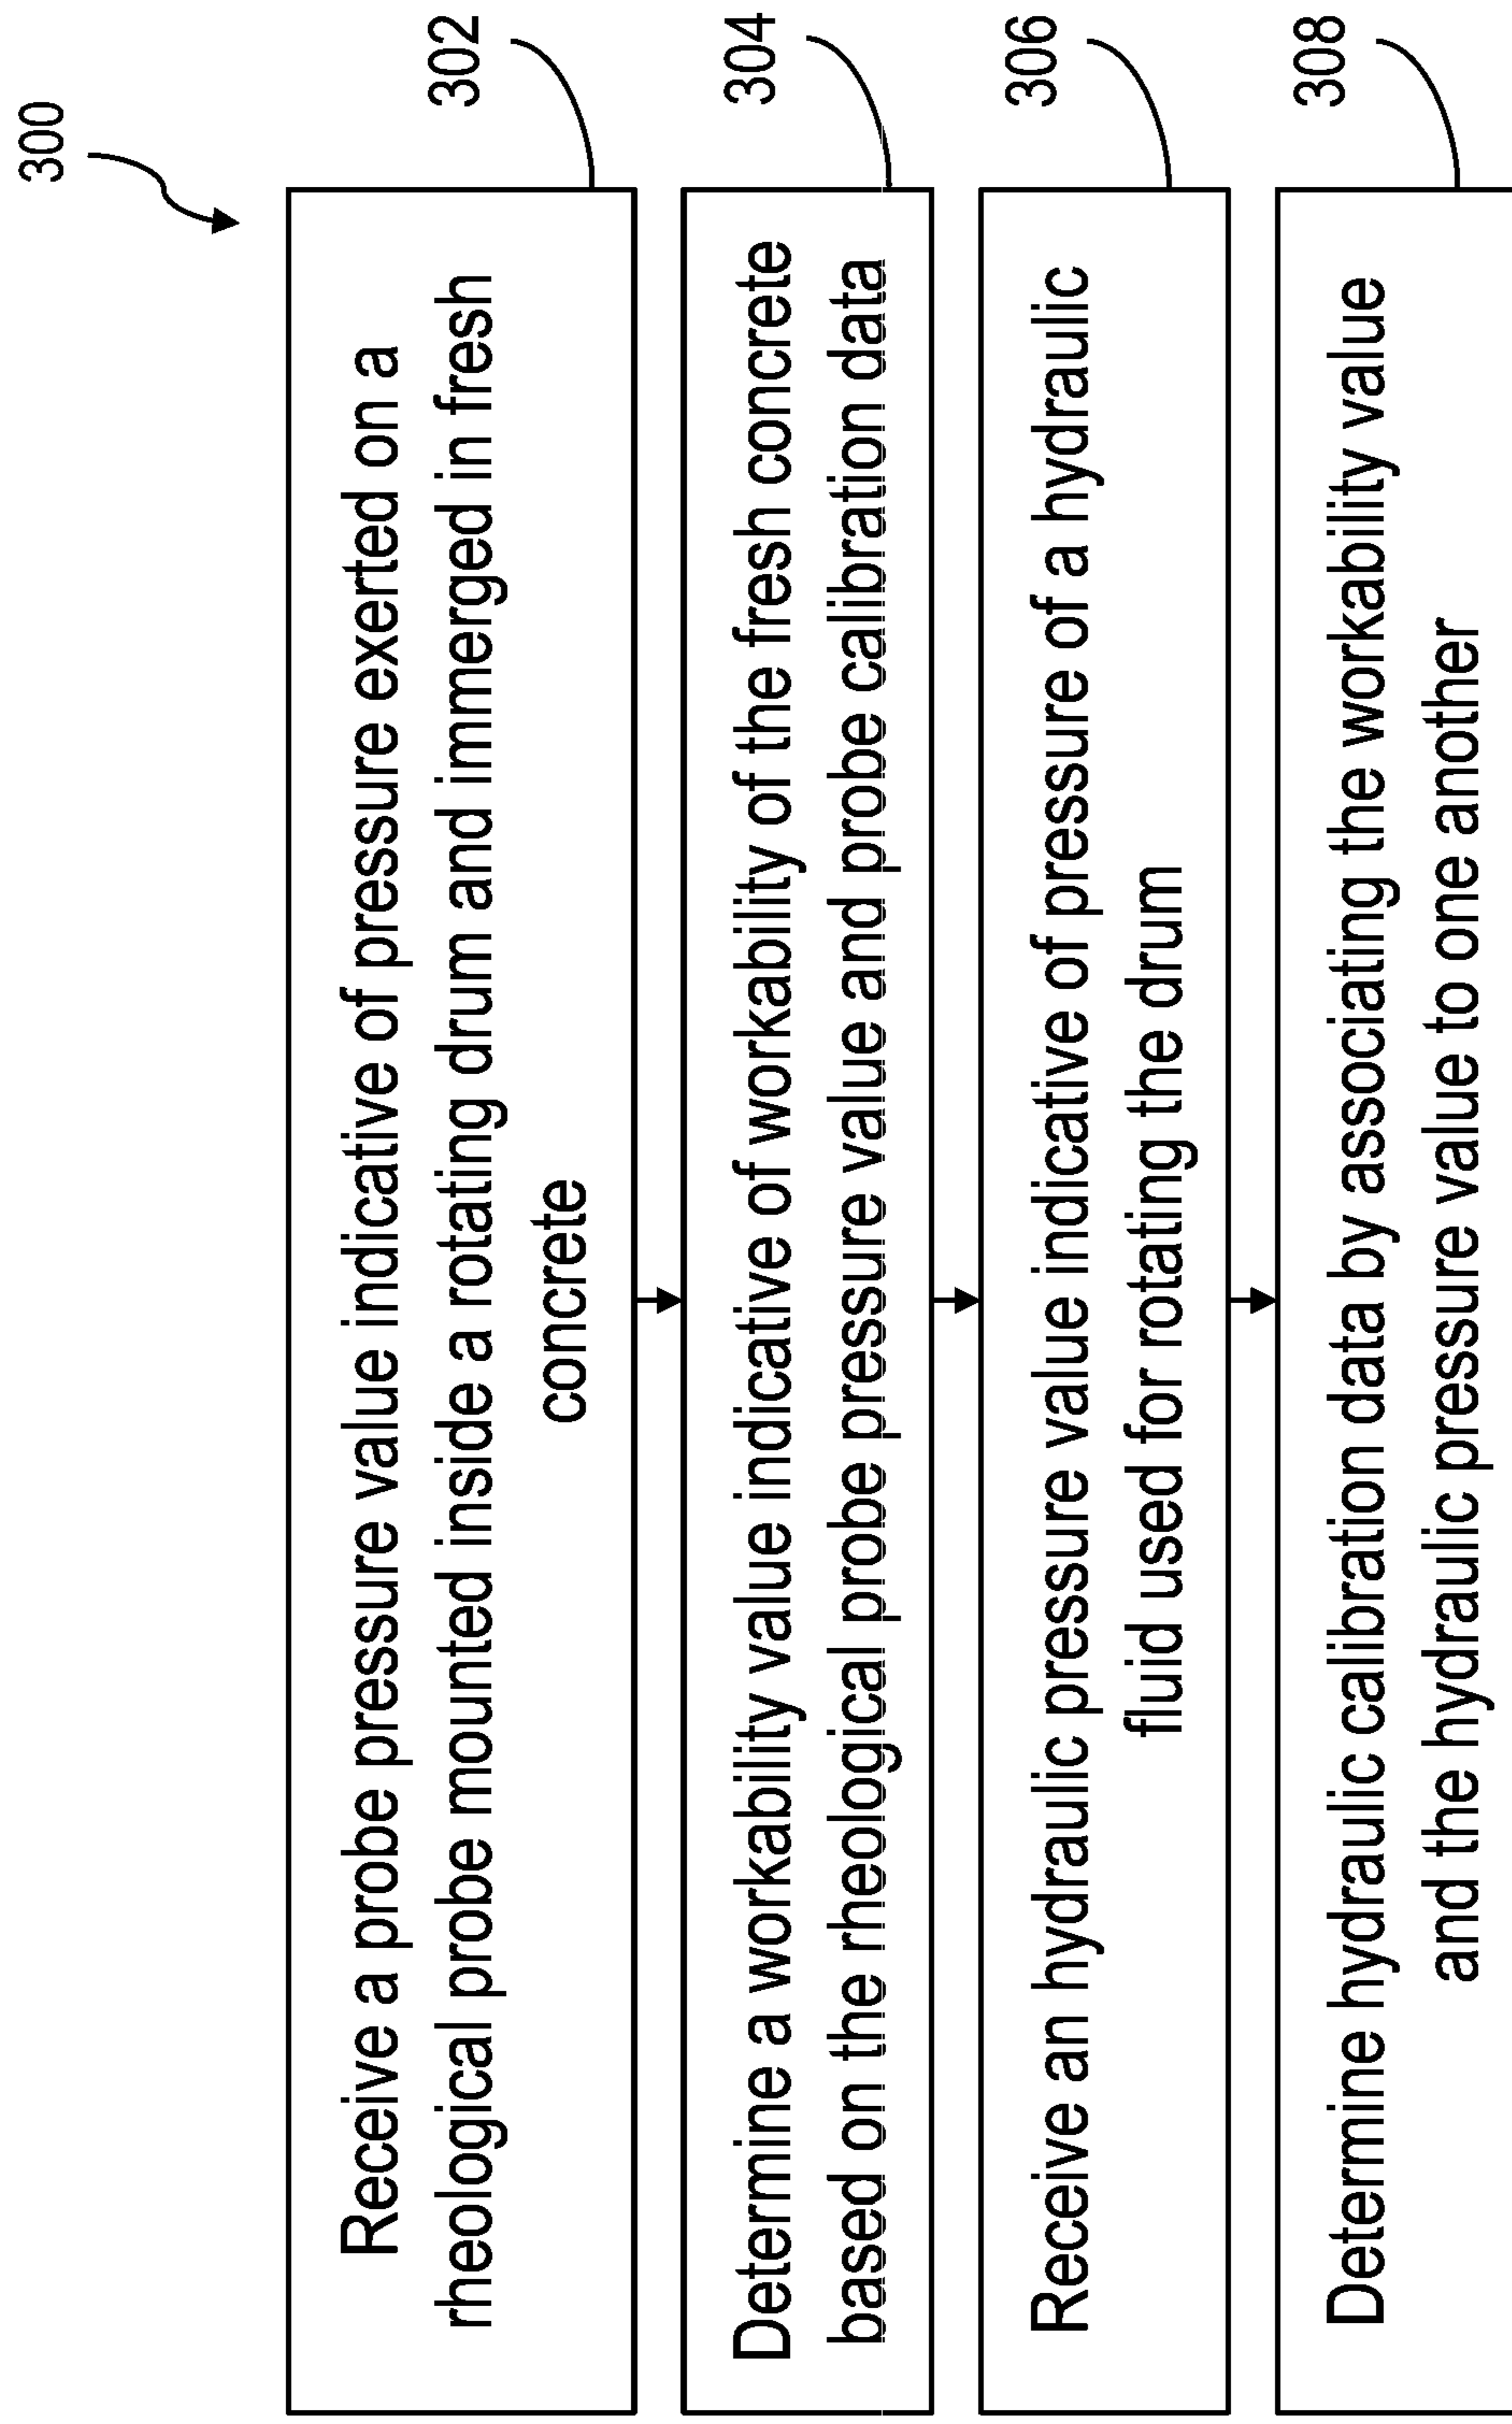 300
302
Receive a probe pressure value indicative of pressure exerted on a
rheological probe mounted inside a rotating drum and immerged in fresh
concrete
304
Determine a workability value indicative of workability of the fresh concrete
based on the rheological probe pressure value and probe calibration data
306
Receive an hydraulic pressure value indicative of pressure of a hydraulic
fluid used for rotating the drum
308
Determine hydraulic calibration data by associating the workability value
and the hydraulic pressure value to one another